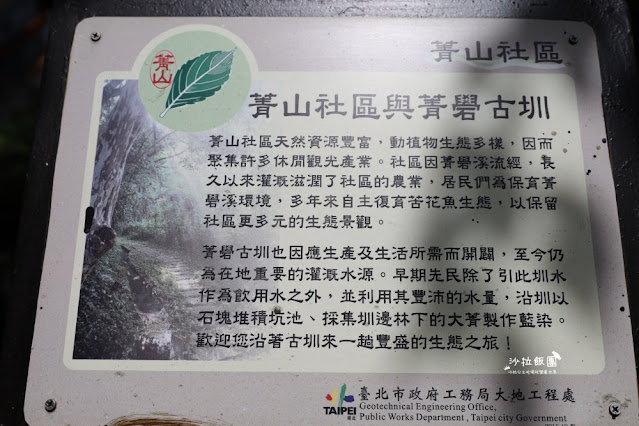 菁山社區
菁山
菁山社區與菁礐古圳
菁山社區天然資源豐富，動植物生態多樣，因而
聚集許多休閒觀光產業。社區因菁礐溪流經，長
久以來灌溉滋潤了社區的農業，居民們為保育菁
礐溪環境，多年來自主復育苦花魚生態，以保留
社區更多元的生態景觀。
菁礐古圳也因應生產及生活所需而開闢，至今仍
為在地重要的灌溉水源。早期先民除了引此圳水
作為飲用水之外，並利用其豐沛的水量，沿圳以
石塊堆積坑池、採集圳邊林下的大菁製作藍染。
歡迎您沿著古圳來一趟豐盛的生態之旅！
沙拉飯團
TAIPEI
臺北
臺北市政府工務局大地工程處
Geotechnical Engineering Office,
Public Works Department , Taipei city Government